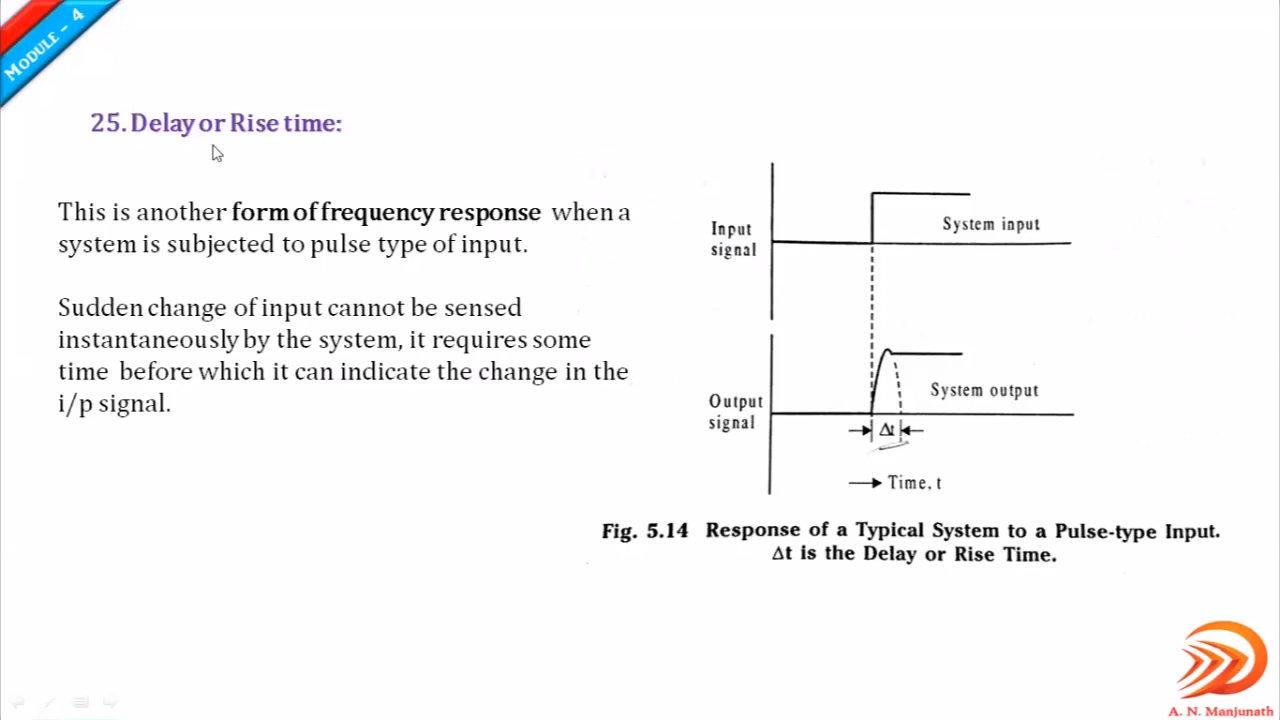 MODULE – 4
25. Delay or Rise time:
This is another form of frequency response when a
system is subjected to pulse type of input.
Sudden change of input cannot be sensed
instantaneously by the system, it requires some
time before which it can indicate the change in the
i/p signal.
Input
signal
System input
Output
signal
System output
Δt
Time, t
Fig. 5.14 Response of a Typical System to a Pulse-type Input.
Δt is the Delay or Rise Time.
A. N. Manjunath